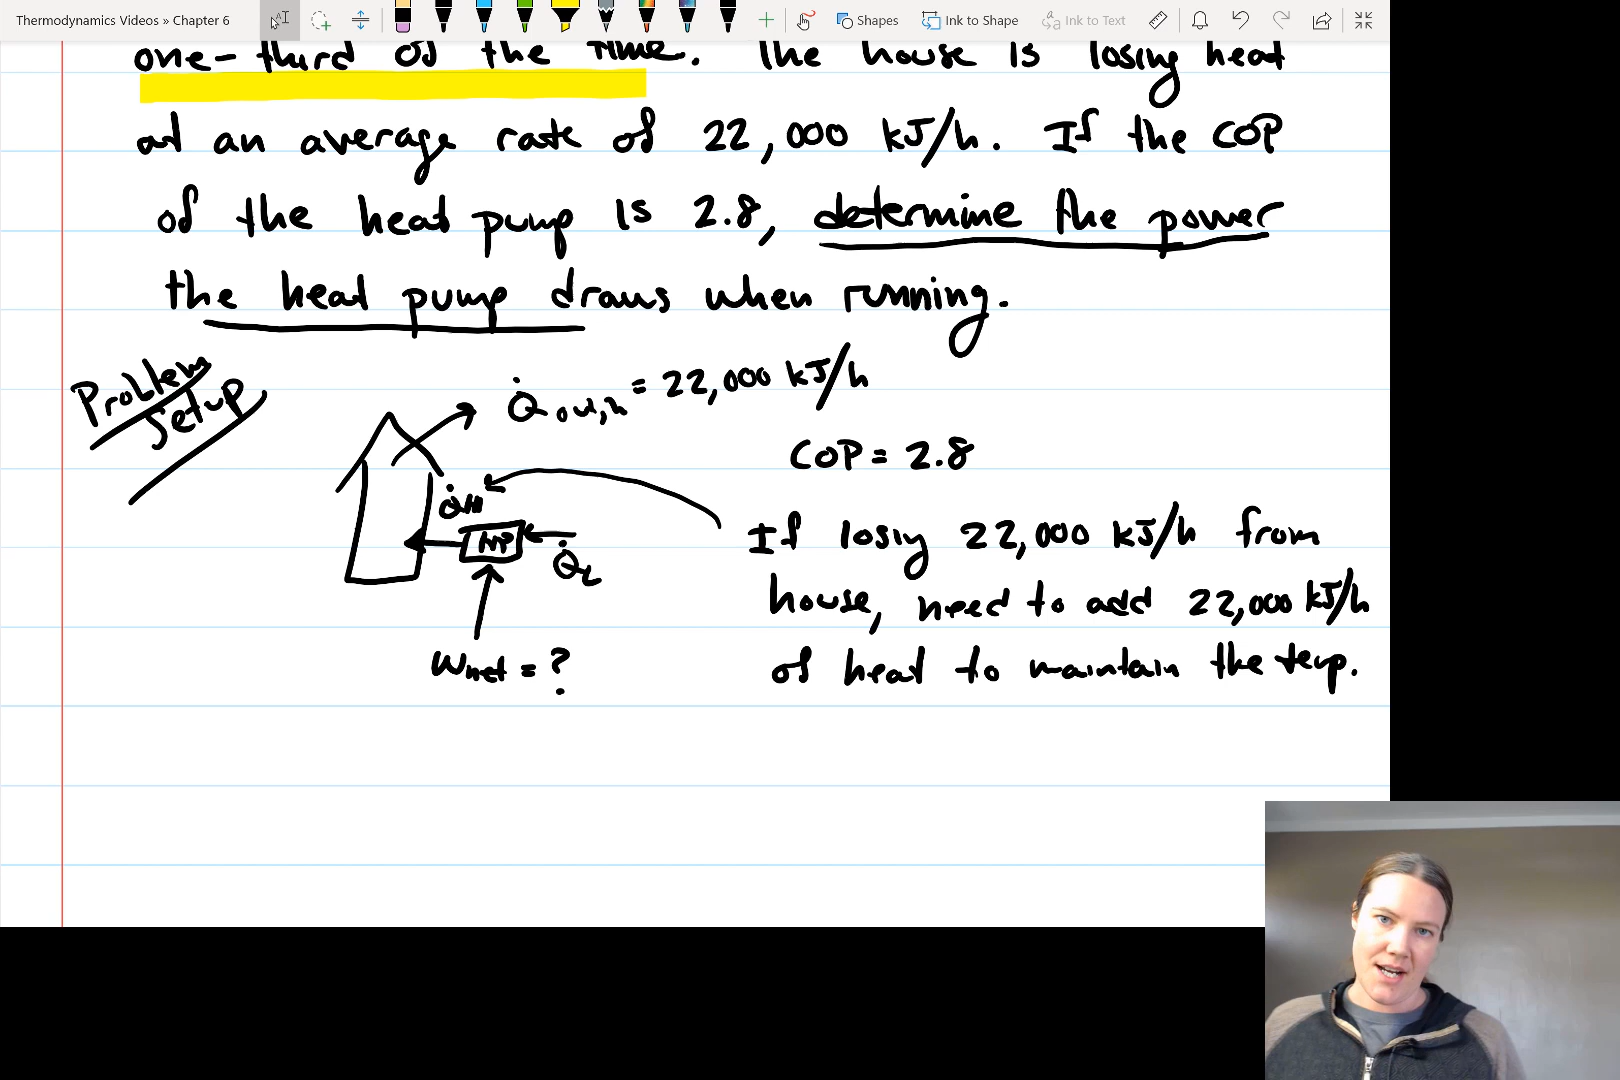 Thermodynamics Videos » Chapter 6
Shapes
Ink to Shape
Ink to Text
one-third of the time. The house is losing heat
at an average rate of 22,000 kJ/h. If the COP
of the heat pump is 2.8, determine the power
the heat pump draws when running.
Problem
Setup
Q̇out,h = 22,000 kJ/h
COP = 2.8
Q̇H
HP
Q̇L
Wnet = ?
If losing 22,000 kJ/h from
house, need to add 22,000 kJ/h
of heat to maintain the temp.